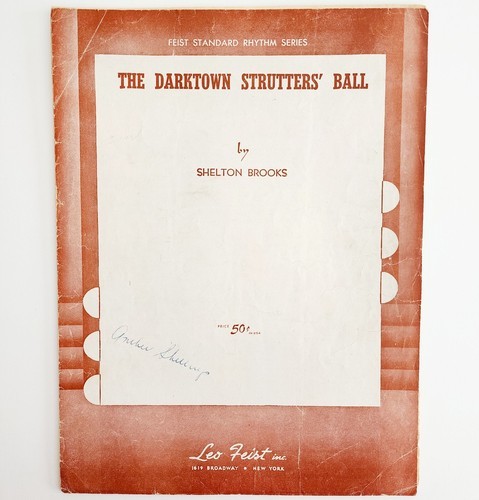 FEIST STANDARD RHYTHM SERIES
THE DARKTOWN STRUTTERS' BALL
by
SHELTON BROOKS
PRICE 50¢
Leo Feist inc.
1619 BROADWAY • NEW YORK